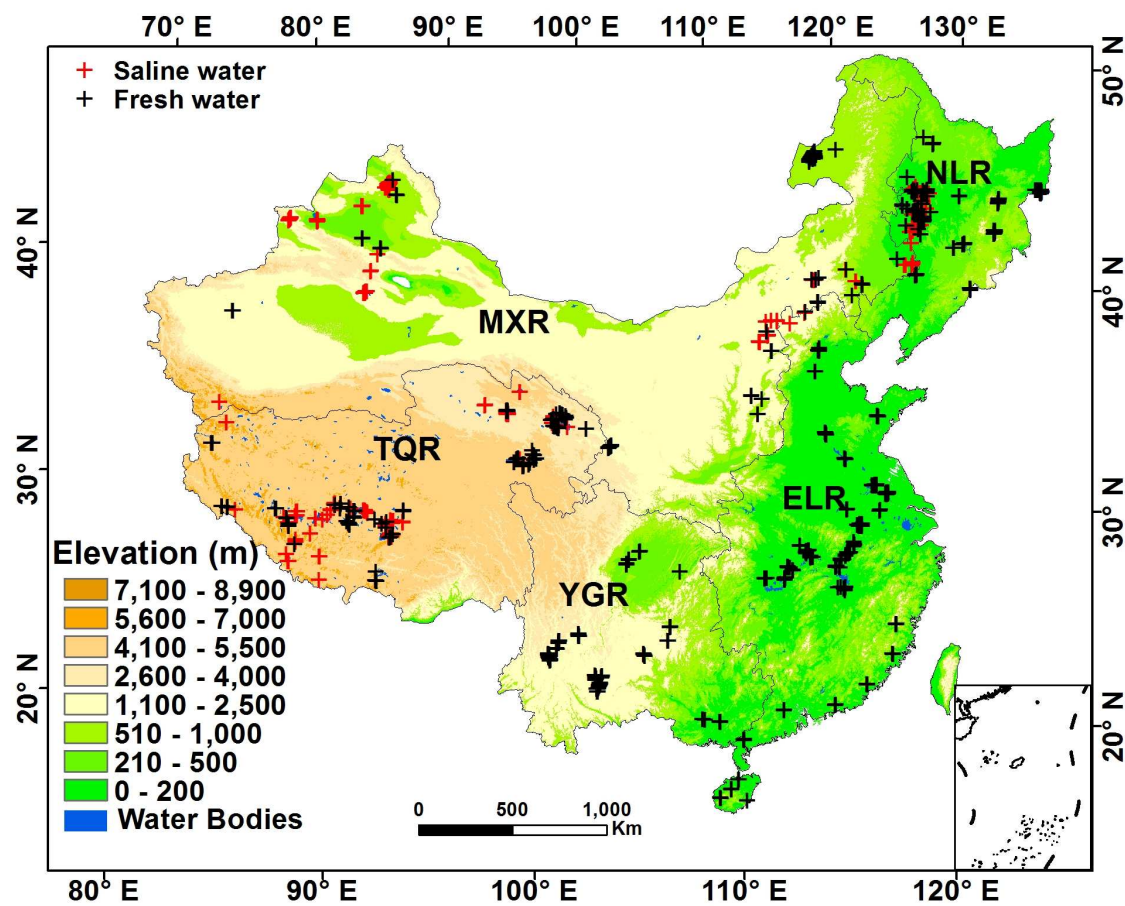 70° E 80° E 90° E 100° E 110° E 120° E 130° E
Saline water
Fresh water
50° N
NLR
40° N
40° N
MXR
TQR
30° N
ELR
30° N
Elevation (m)
7,100 - 8,900
5,600 - 7,000
YGR
4,100 - 5,500
2,600 - 4,000
20° N
1,100 - 2,500
510 - 1,000
20° N
210 - 500
0 - 200
0 500 1,000
Water Bodies
Km
80° E 90° E 100° E 110° E 120° E